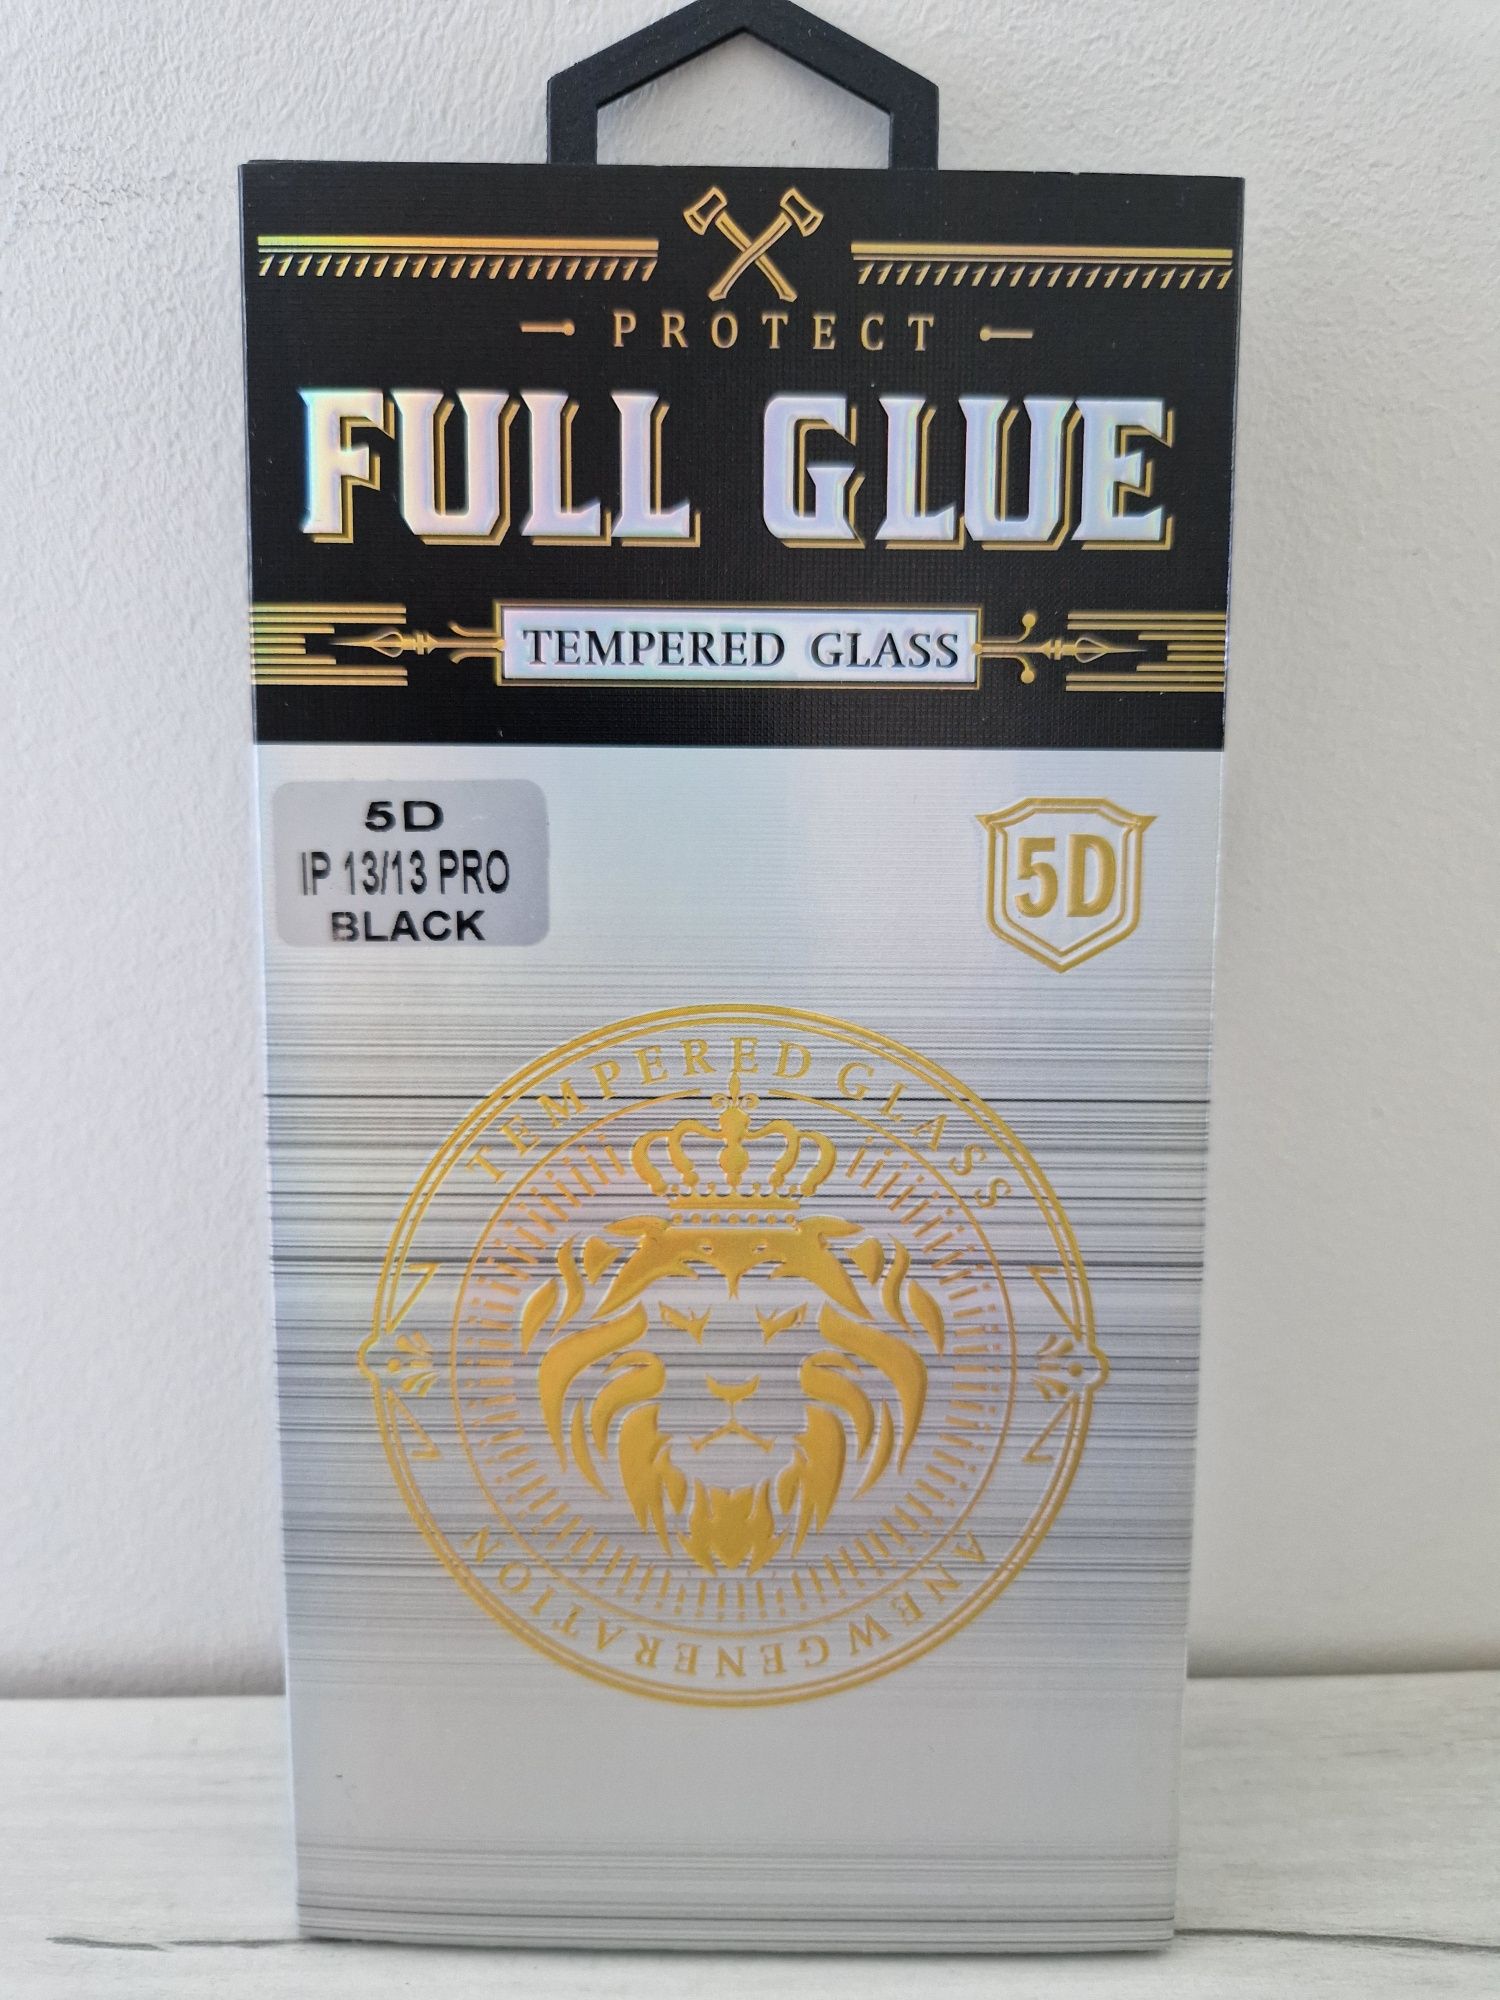 PROTECT
FULL GLUE
TEMPERED GLASS
5D
IP 13/13 PRO
BLACK
5D
TEMPERED GLASS
A NEW GENERATION